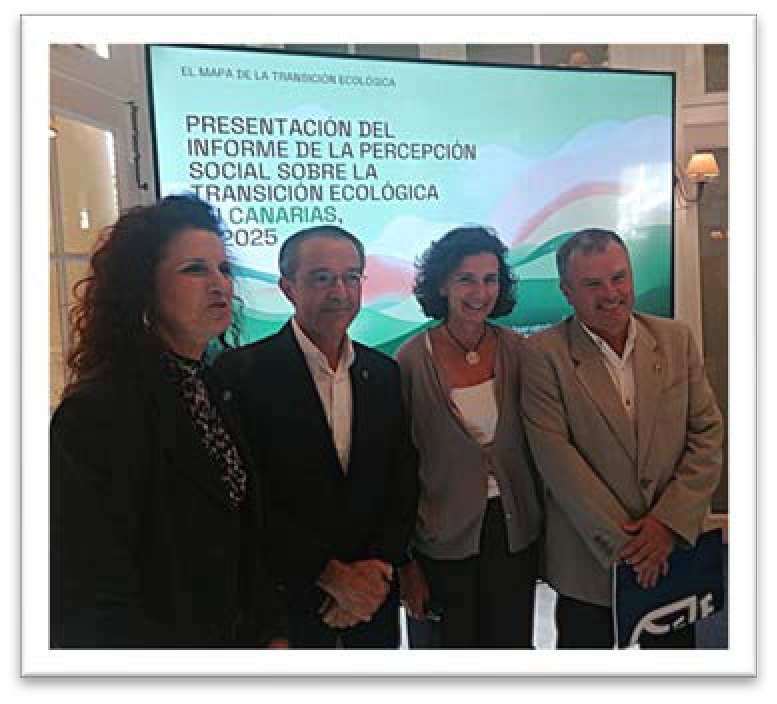 EL MAPA DE LA TRANSICIÓN ECOLÓGICA
PRESENTACIÓN DEL
INFORME DE LA PERCEPCIÓN
SOCIAL SOBRE LA
TRANSICIÓN ECOLÓGICA
CANARIAS,
2025